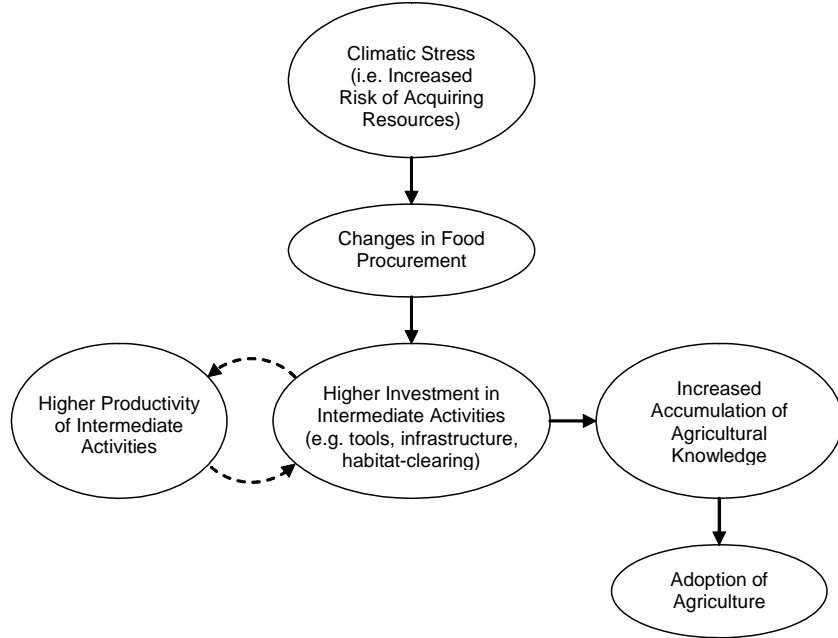 Climatic Stress
(i.e. Increased
Risk of Acquiring
Resources)
Changes in Food
Procurement
Higher Productivity
of Intermediate
Activities
Higher Investment in
Intermediate Activities
(e.g. tools, infrastructure,
habitat-clearing)
Increased
Accumulation of
Agricultural
Knowledge
Adoption of
Agriculture